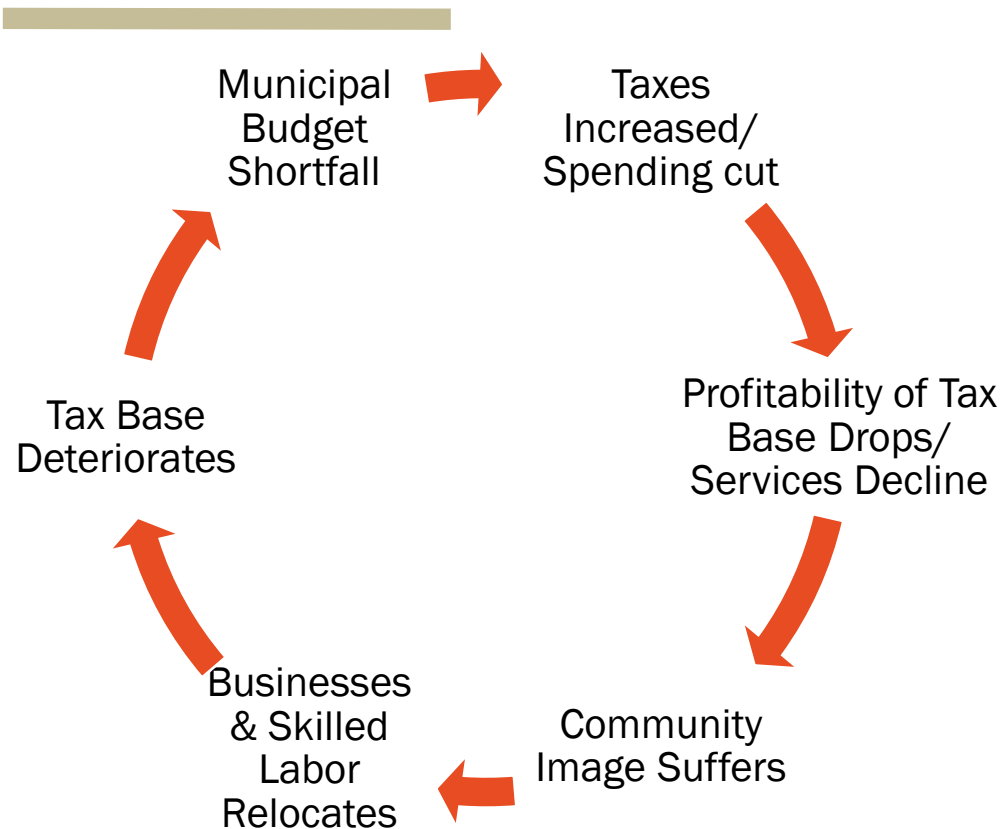 Municipal
Budget
Shortfall
Taxes
Increased/
Spending cut
Profitability of Tax
Base Drops/
Services Decline
Community
Image Suffers
Businesses
& Skilled
Labor
Relocates
Tax Base
Deteriorates